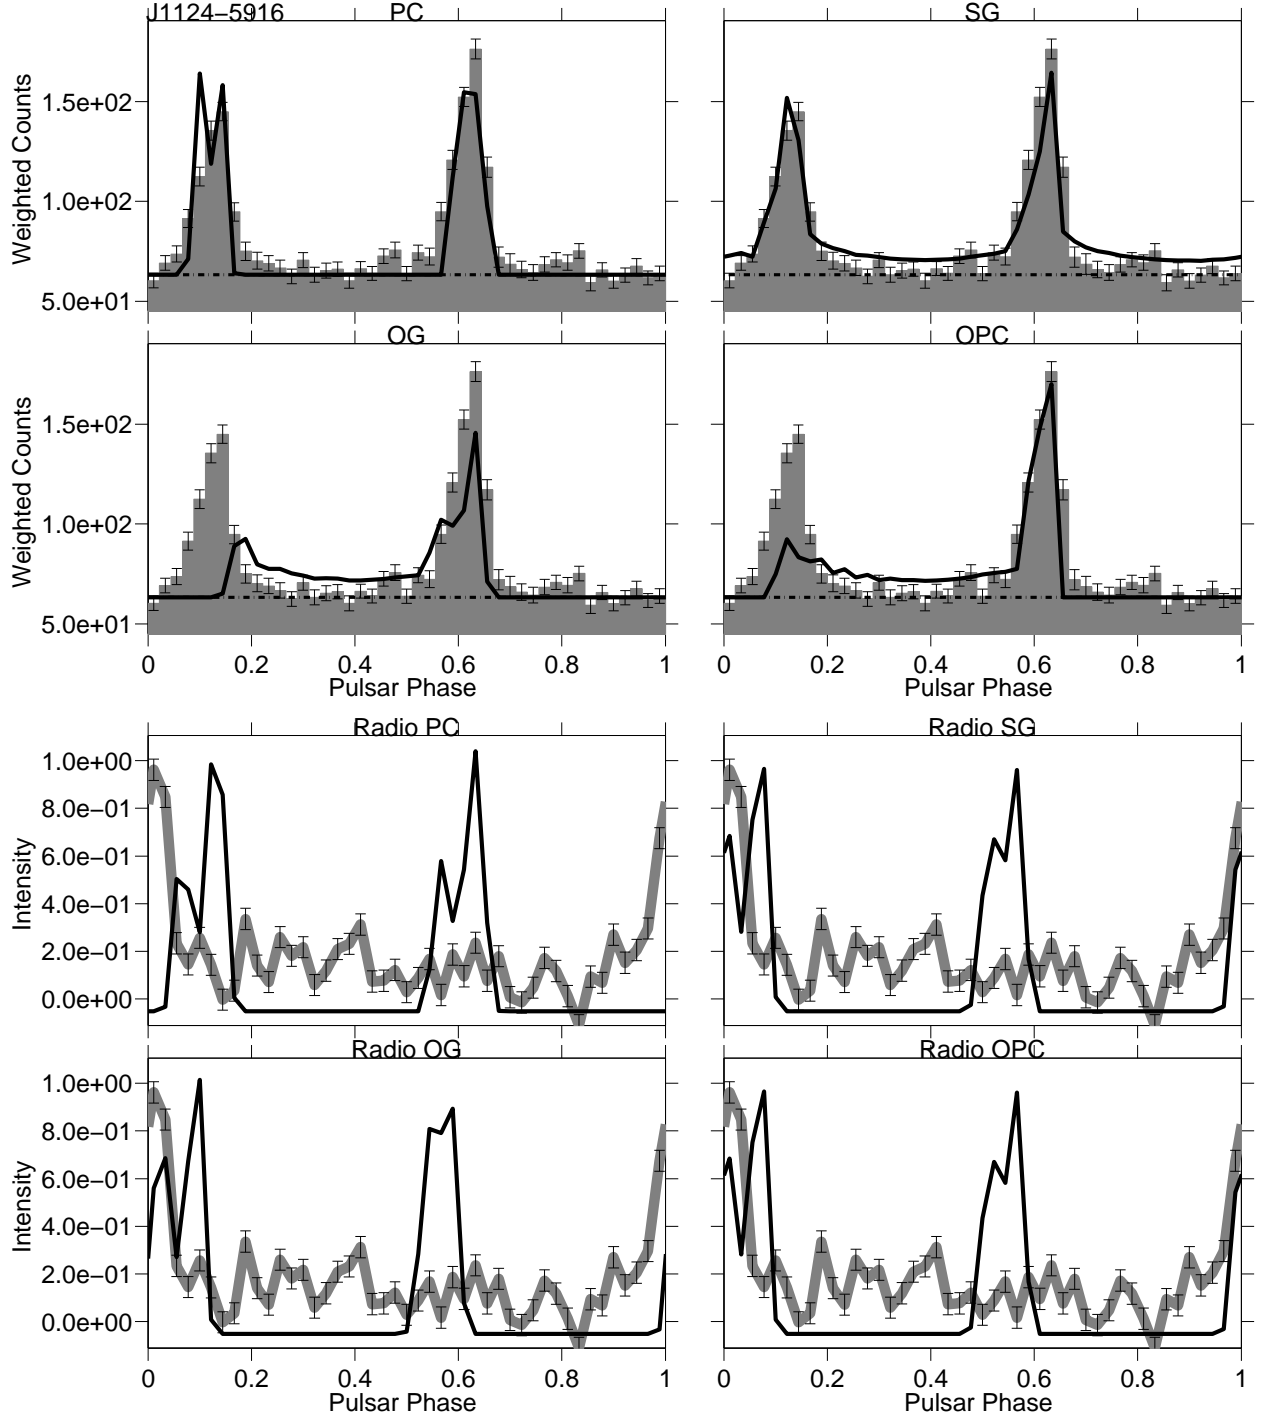 J1124−5916 PC SG
Weighted Counts
1.5e+02
1.0e+02
5.0e+01
OG OPC
Weighted Counts
1.5e+02
1.0e+02
5.0e+01
0 0.2 0.4 0.6 0.8 1 0 0.2 0.4 0.6 0.8 1
Pulsar Phase Pulsar Phase
Radio PC Radio SG
Intensity
1.0e+00
8.0e−01
6.0e−01
4.0e−01
2.0e−01
0.0e+00
Radio OG Radio OPC
Intensity
1.0e+00
8.0e−01
6.0e−01
4.0e−01
2.0e−01
0.0e+00
0 0.2 0.4 0.6 0.8 1 0 0.2 0.4 0.6 0.8 1
Pulsar Phase Pulsar Phase